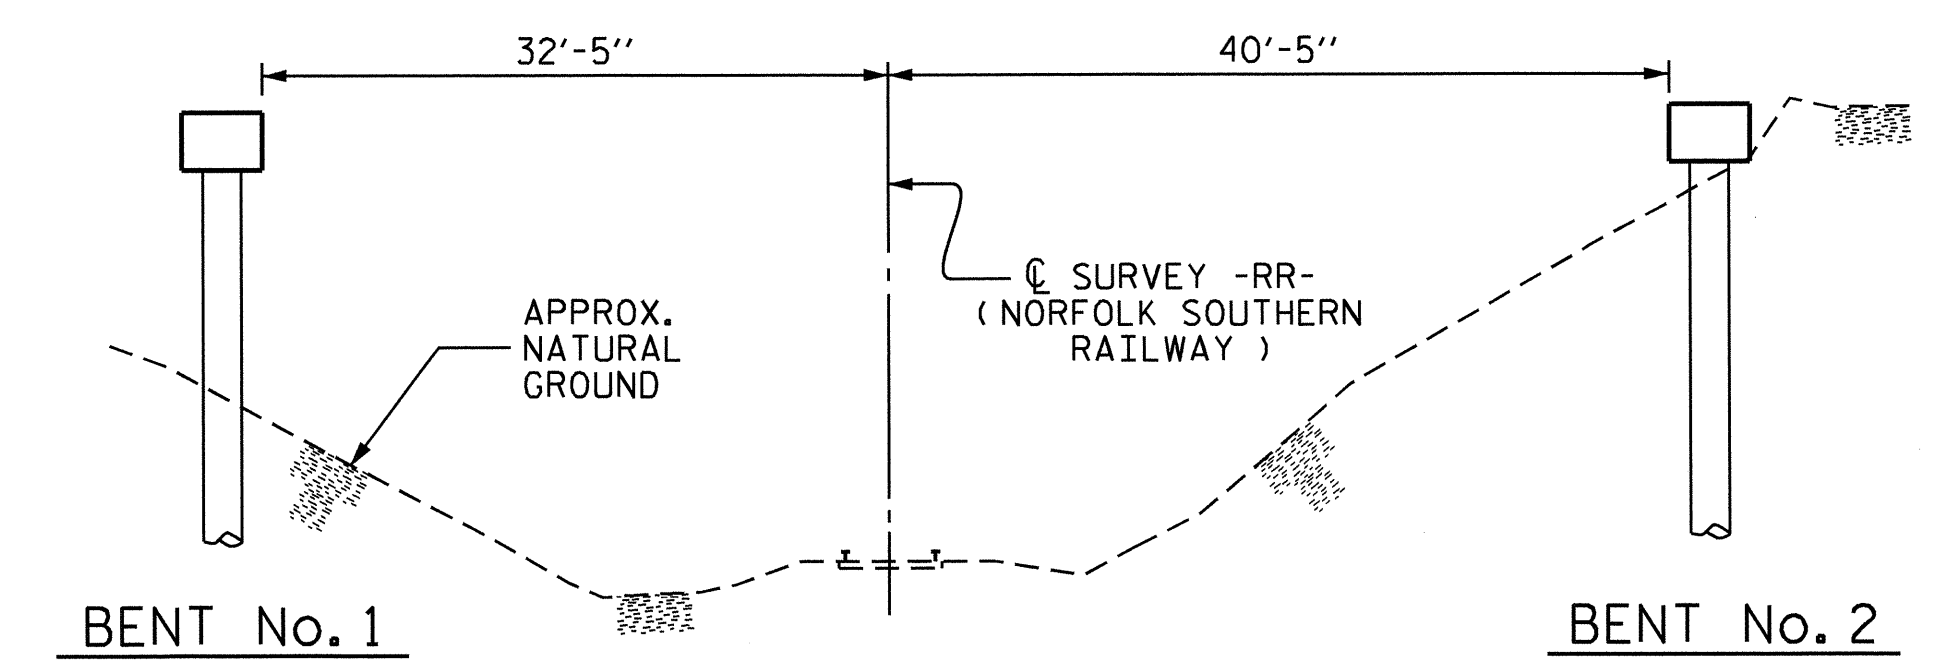 32'-5''
40'-5''
℄ SURVEY -RR-
(NORFOLK SOUTHERN
RAILWAY )
APPROX.
NATURAL
GROUND
BENT No. 1
BENT No. 2